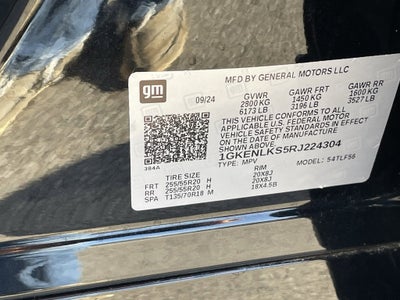 gm
MFD BY GENERAL MOTORS LLC
09/24
GVWR GAWR FRT GAWR RR
2800 KG 1450 KG 1600 KG
6173 LB 3196 LB 3527 LB
THIS VEHICLE CONFORMS TO ALL
APPLICABLE U.S. FEDERAL MOTOR
VEHICLE SAFETY STANDARDS IN EFFECT
ON THE DATE OF MANUFACTURE
SHOWN ABOVE.
1GKENLKS5RJ224304
TYPE: MPV MODEL: 54TLF56
384A
TIRE SIZE RIM
FRT 255/55R20 H 20X8J
RR 255/55R20 H 20X8J
SPA T135/70R18 M 18X4.5B